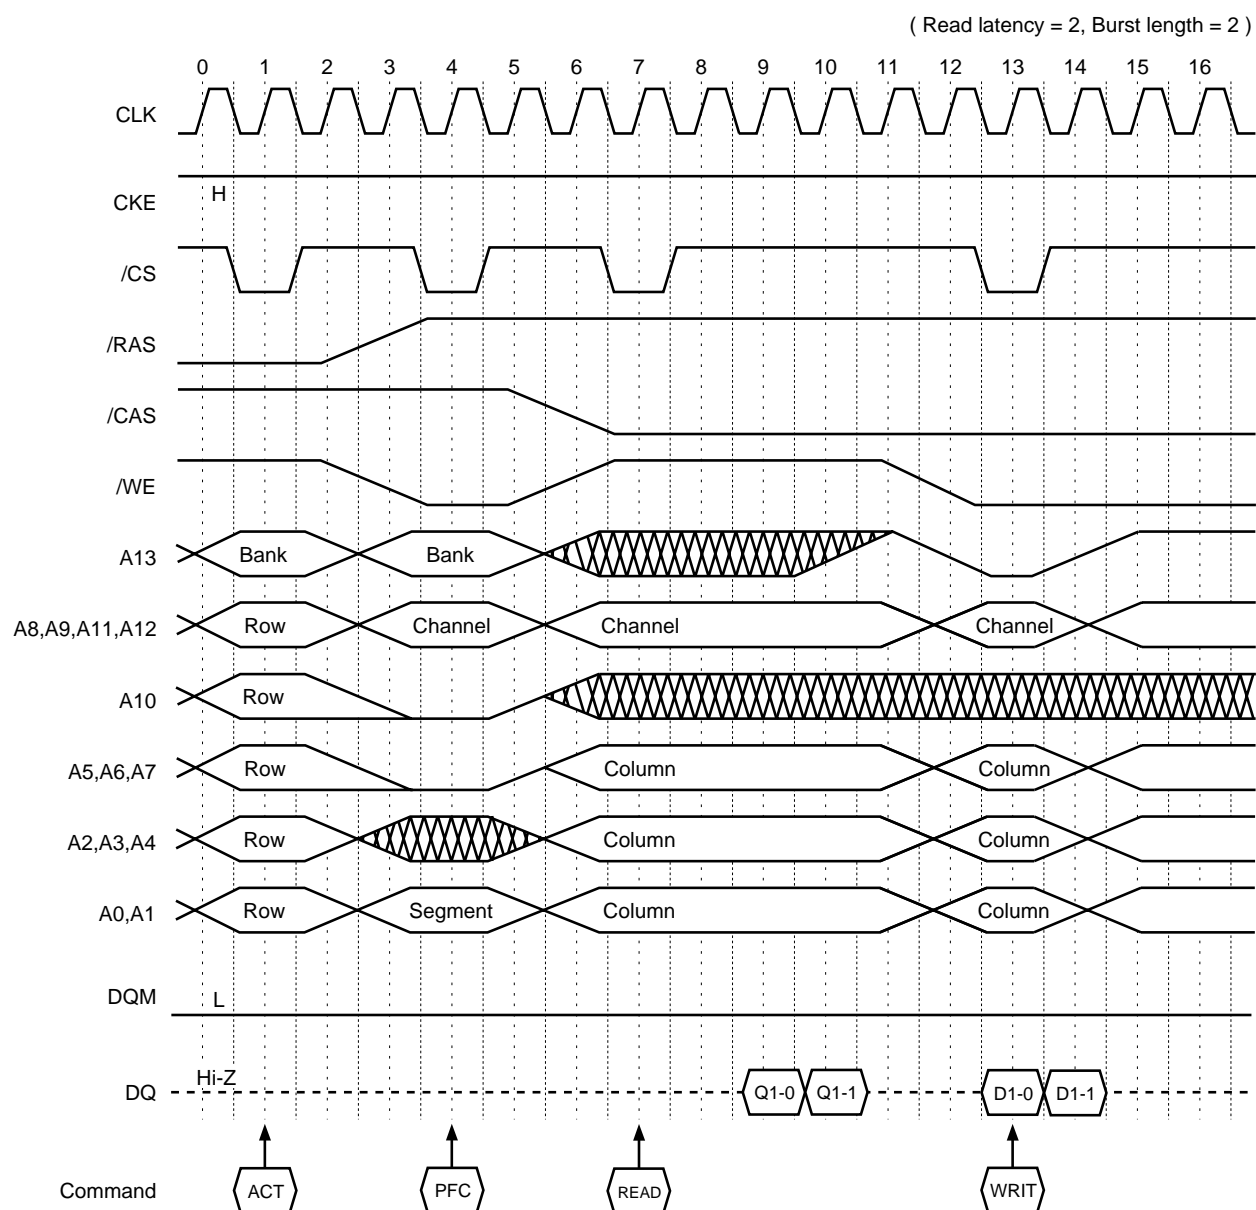 ( Read latency = 2, Burst length = 2 )
0 1 2 3 4 5 6 7 8 9 10 11 12 13 14 15 16
CLK
CKE H
/CS
/RAS
/CAS
/WE
A13 Bank Bank
A8,A9,A11,A12 Row Channel Channel Channel
A10 Row
A5,A6,A7 Row Column Column
A2,A3,A4 Row Column Column
A0,A1 Row Segment Column Column
DQM L
DQ Hi-Z Q1-0 Q1-1 D1-0 D1-1
Command ACT PFC READ WRIT